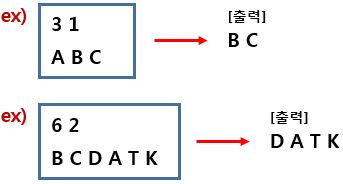 ex)
3 1
A B C
[출력]
B C
ex)
6 2
B C D A T K
[출력]
D A T K